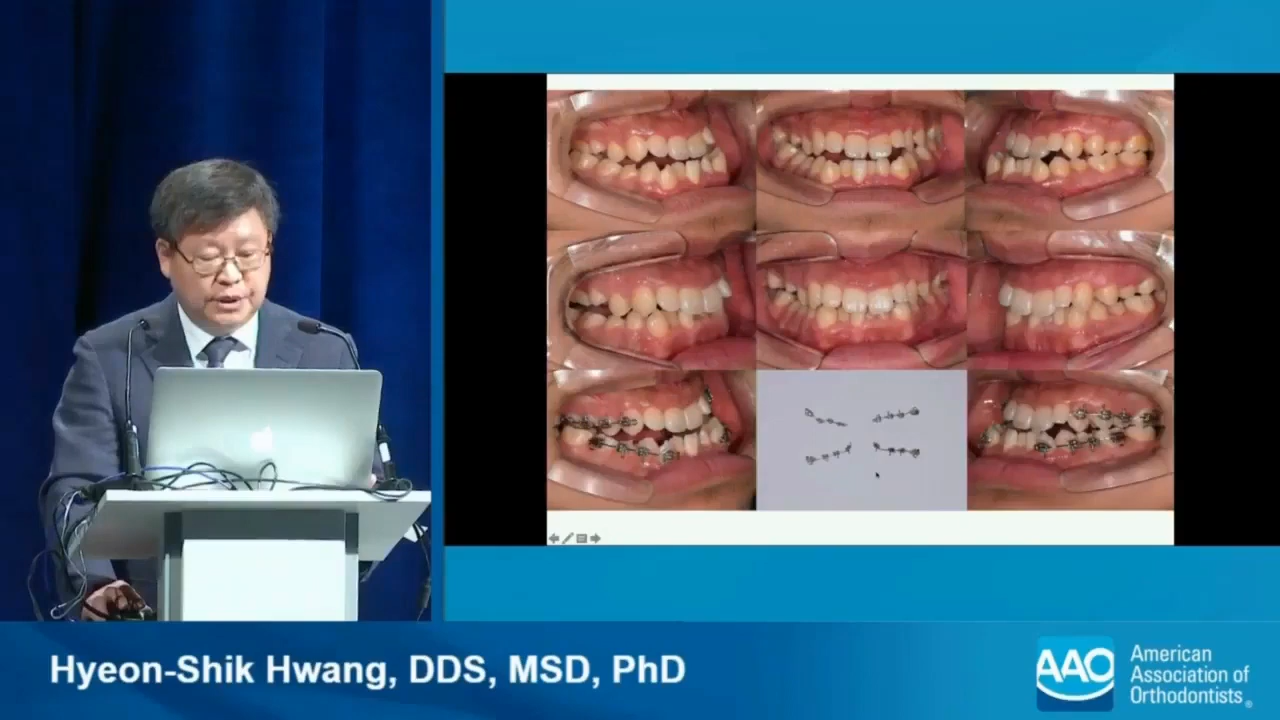 Hyeon-Shik Hwang, DDS, MSD, PhD
AAO
American
Association of
Orthodontists®